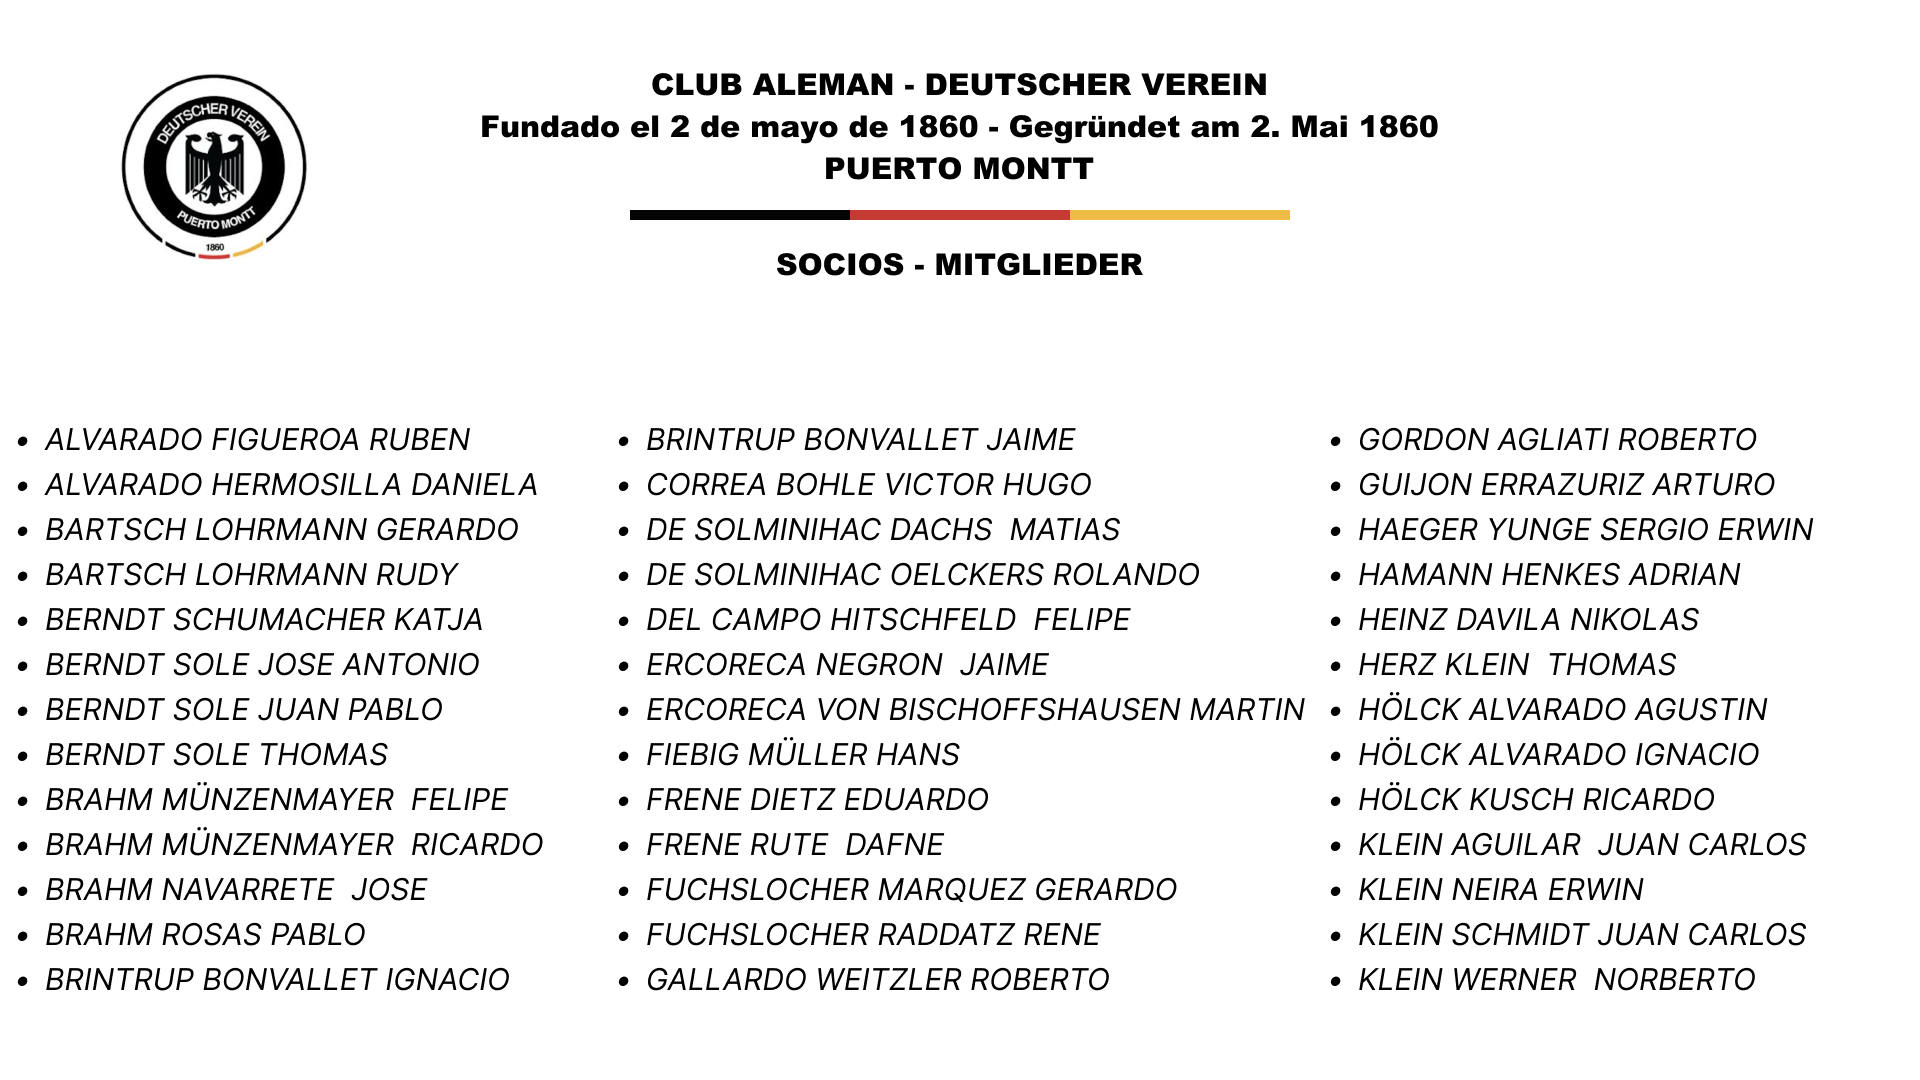 DEUTSCHER VEREIN
PUERTO MONTT
1860
CLUB ALEMAN - DEUTSCHER VEREIN
Fundado el 2 de mayo de 1860 - Gegründet am 2. Mai 1860
PUERTO MONTT
SOCIOS - MITGLIEDER
• ALVARADO FIGUEROA RUBEN
• ALVARADO HERMOSILLA DANIELA
• BARTSCH LOHRMANN GERARDO
• BARTSCH LOHRMANN RUDY
• BERNDT SCHUMACHER KATJA
• BERNDT SOLE JOSE ANTONIO
• BERNDT SOLE JUAN PABLO
• BERNDT SOLE THOMAS
• BRAHM MÜNZENMAYER  FELIPE
• BRAHM MÜNZENMAYER  RICARDO
• BRAHM NAVARRETE  JOSE
• BRAHM ROSAS PABLO
• BRINTRUP BONVALLET IGNACIO
• BRINTRUP BONVALLET JAIME
• CORREA BOHLE VICTOR HUGO
• DE SOLMINIHAC DACHS  MATIAS
• DE SOLMINIHAC OELCKERS ROLANDO
• DEL CAMPO HITSCHFELD  FELIPE
• ERCORECA NEGRON  JAIME
• ERCORECA VON BISCHOFFSHAUSEN MARTIN
• FIEBIG MÜLLER HANS
• FRENE DIETZ EDUARDO
• FRENE RUTE  DAFNE
• FUCHSLOCHER MARQUEZ GERARDO
• FUCHSLOCHER RADDATZ RENE
• GALLARDO WEITZLER ROBERTO
• GORDON AGLIATI ROBERTO
• GUIJON ERRAZURIZ ARTURO
• HAEGER YUNGE SERGIO ERWIN
• HAMANN HENKES ADRIAN
• HEINZ DAVILA NIKOLAS
• HERZ KLEIN  THOMAS
• HÖLCK ALVARADO AGUSTIN
• HÖLCK ALVARADO IGNACIO
• HÖLCK KUSCH RICARDO
• KLEIN AGUILAR  JUAN CARLOS
• KLEIN NEIRA ERWIN
• KLEIN SCHMIDT JUAN CARLOS
• KLEIN WERNER  NORBERTO